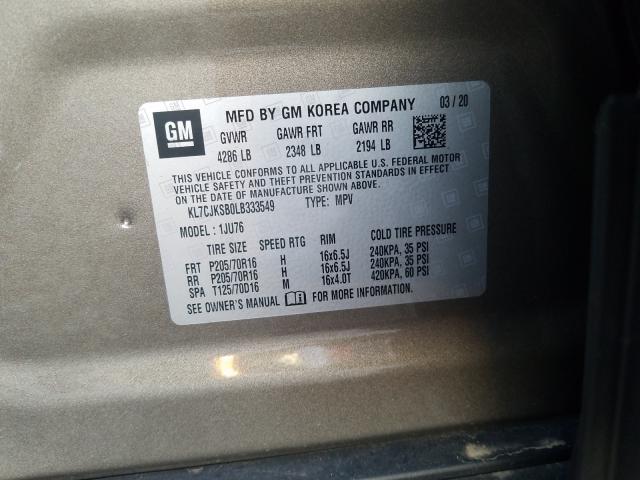 GM
MFD BY GM KOREA COMPANY 03 / 20
GVWR GAWR FRT GAWR RR
4286 LB 2348 LB 2194 LB
THIS VEHICLE CONFORMS TO ALL APPLICABLE U.S. FEDERAL MOTOR
VEHICLE SAFETY AND THEFT PREVENTION STANDARDS IN EFFECT
ON THE DATE OF MANUFACTURE SHOWN ABOVE.
KL7CJKSB0LB333549 TYPE: MPV
MODEL : 1JU76
TIRE SIZE SPEED RTG RIM COLD TIRE PRESSURE
FRT P205/70R16 H 16x6.5J 240KPA, 35 PSI
RR P205/70R16 H 16x6.5J 240KPA, 35 PSI
SPA T125/70D16 M 16x4.0T 420KPA, 60 PSI
SEE OWNER'S MANUAL FOR MORE INFORMATION.